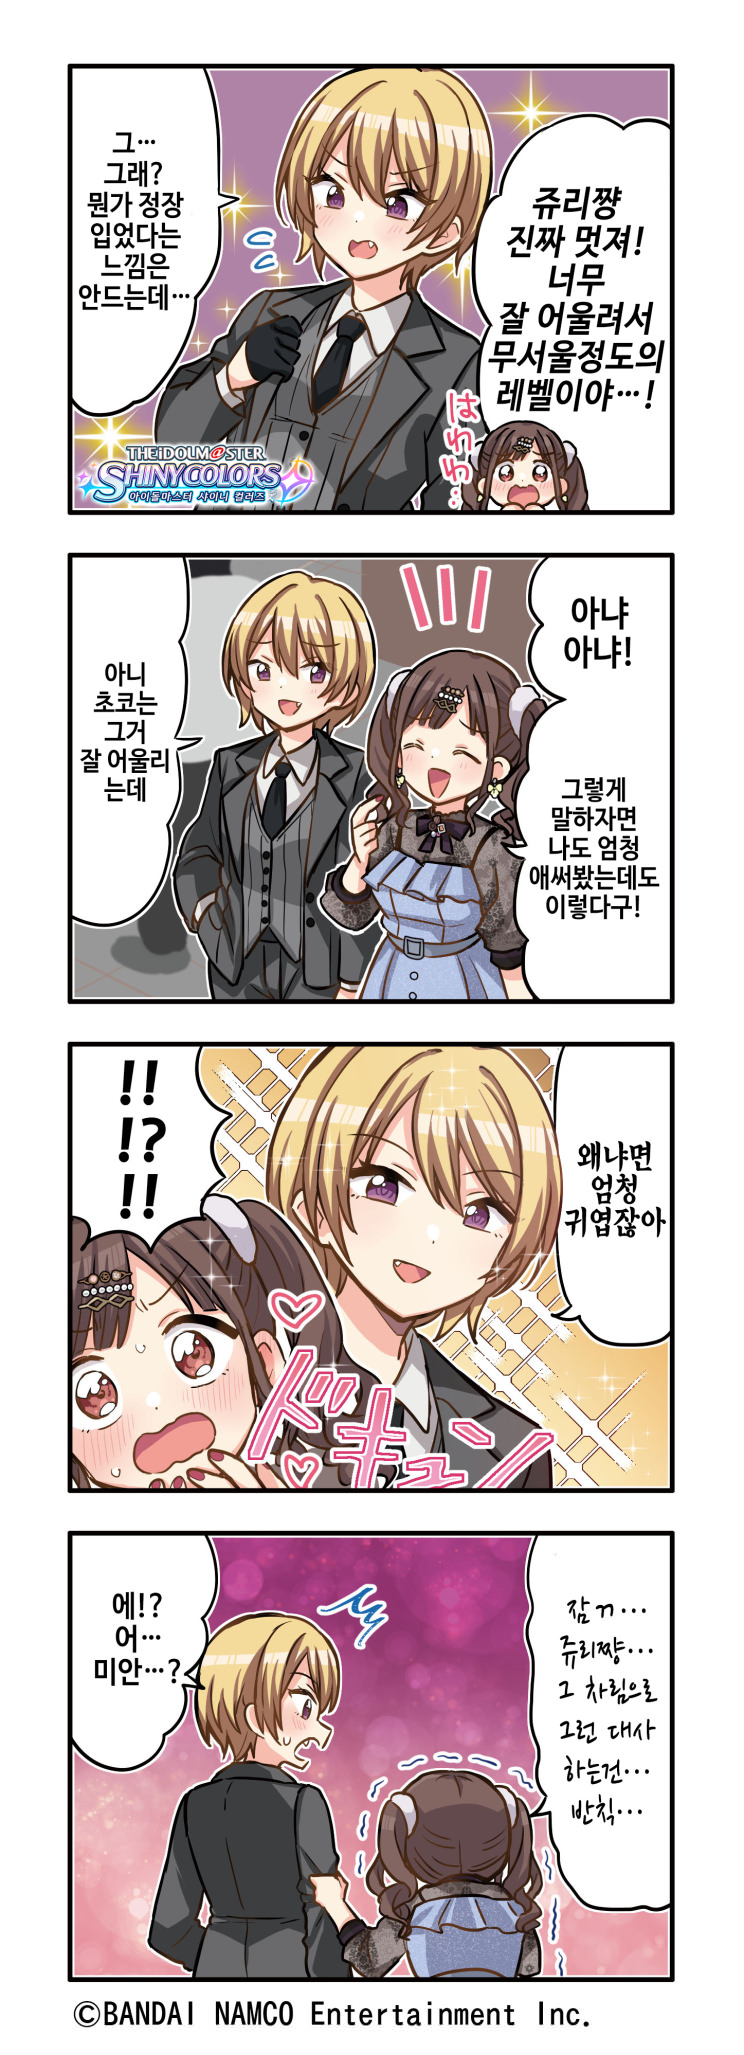 쥬리쨩
진짜 멋져!
너무
잘 어울려서
무서울정도의
레벨이야…!
그…
그래?
뭔가 정장
입었다는
느낌은
안드는데…
はわわ…
THE iDOLM@STER
SHINY COLORS
아이돌마스터 샤이니 컬러즈
아냐
아냐!
그렇게
말하자면
나도 엄청
애써봤는데도
이렇다구!
아니
초코는
그거
잘 어울리
는데
왜냐면
엄청
귀엽잖아
!!
!?
!!
ドキュン
잠ㄲ…
쥬리쨩…
그 차림으로
그런 대사
하는건…
반칙…
에!?
어…
미안…?
©BANDAI NAMCO Entertainment Inc.